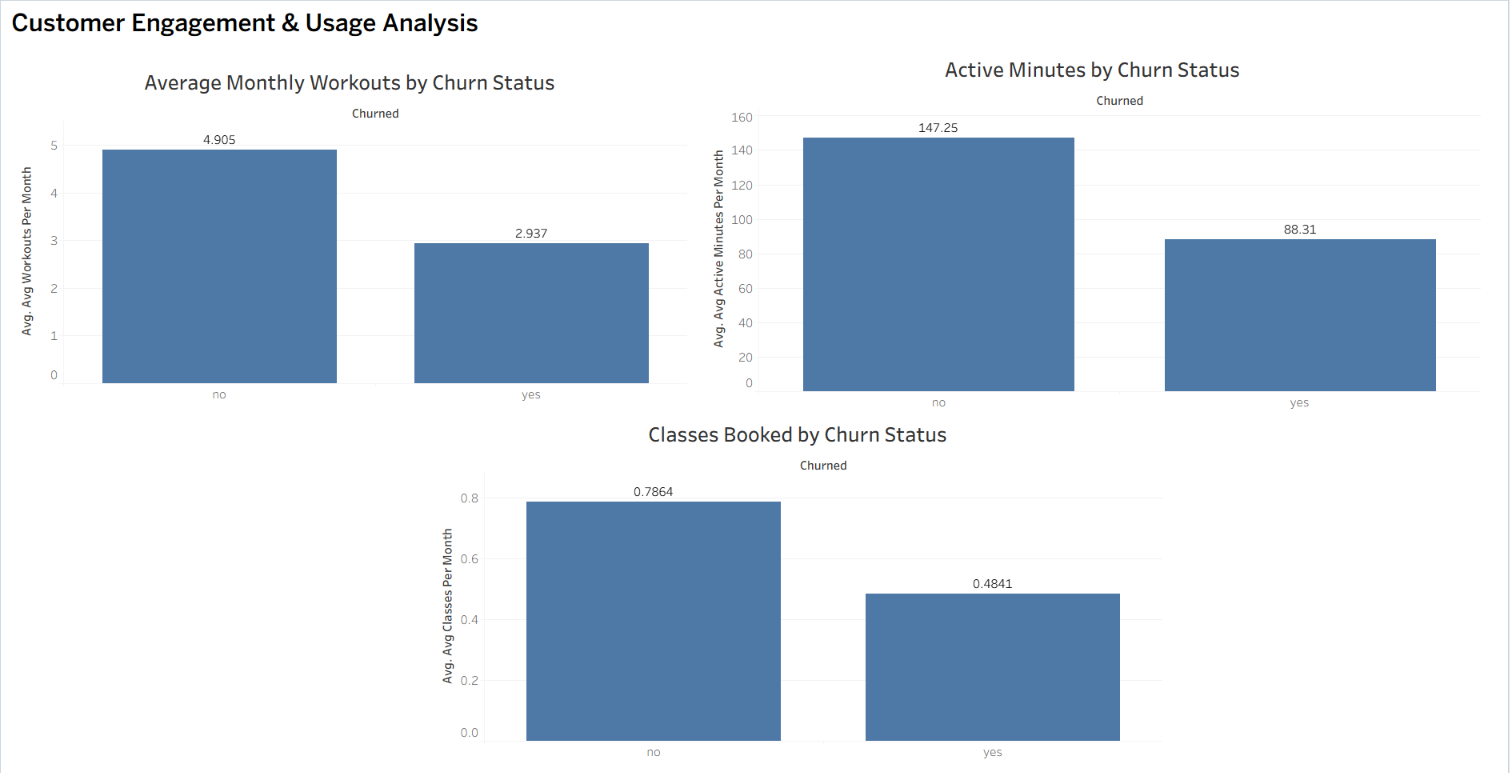 Customer Engagement & Usage Analysis
Average Monthly Workouts by Churn Status
Churned
Avg. Avg Workouts Per Month
5
4
3
2
1
0
4.905
2.937
no
yes
Active Minutes by Churn Status
Churned
Avg. Avg Active Minutes Per Month
160
140
120
100
80
60
40
20
0
147.25
88.31
no
yes
Classes Booked by Churn Status
Churned
Avg. Avg Classes Per Month
0.8
0.6
0.4
0.2
0.0
0.7864
0.4841
no
yes